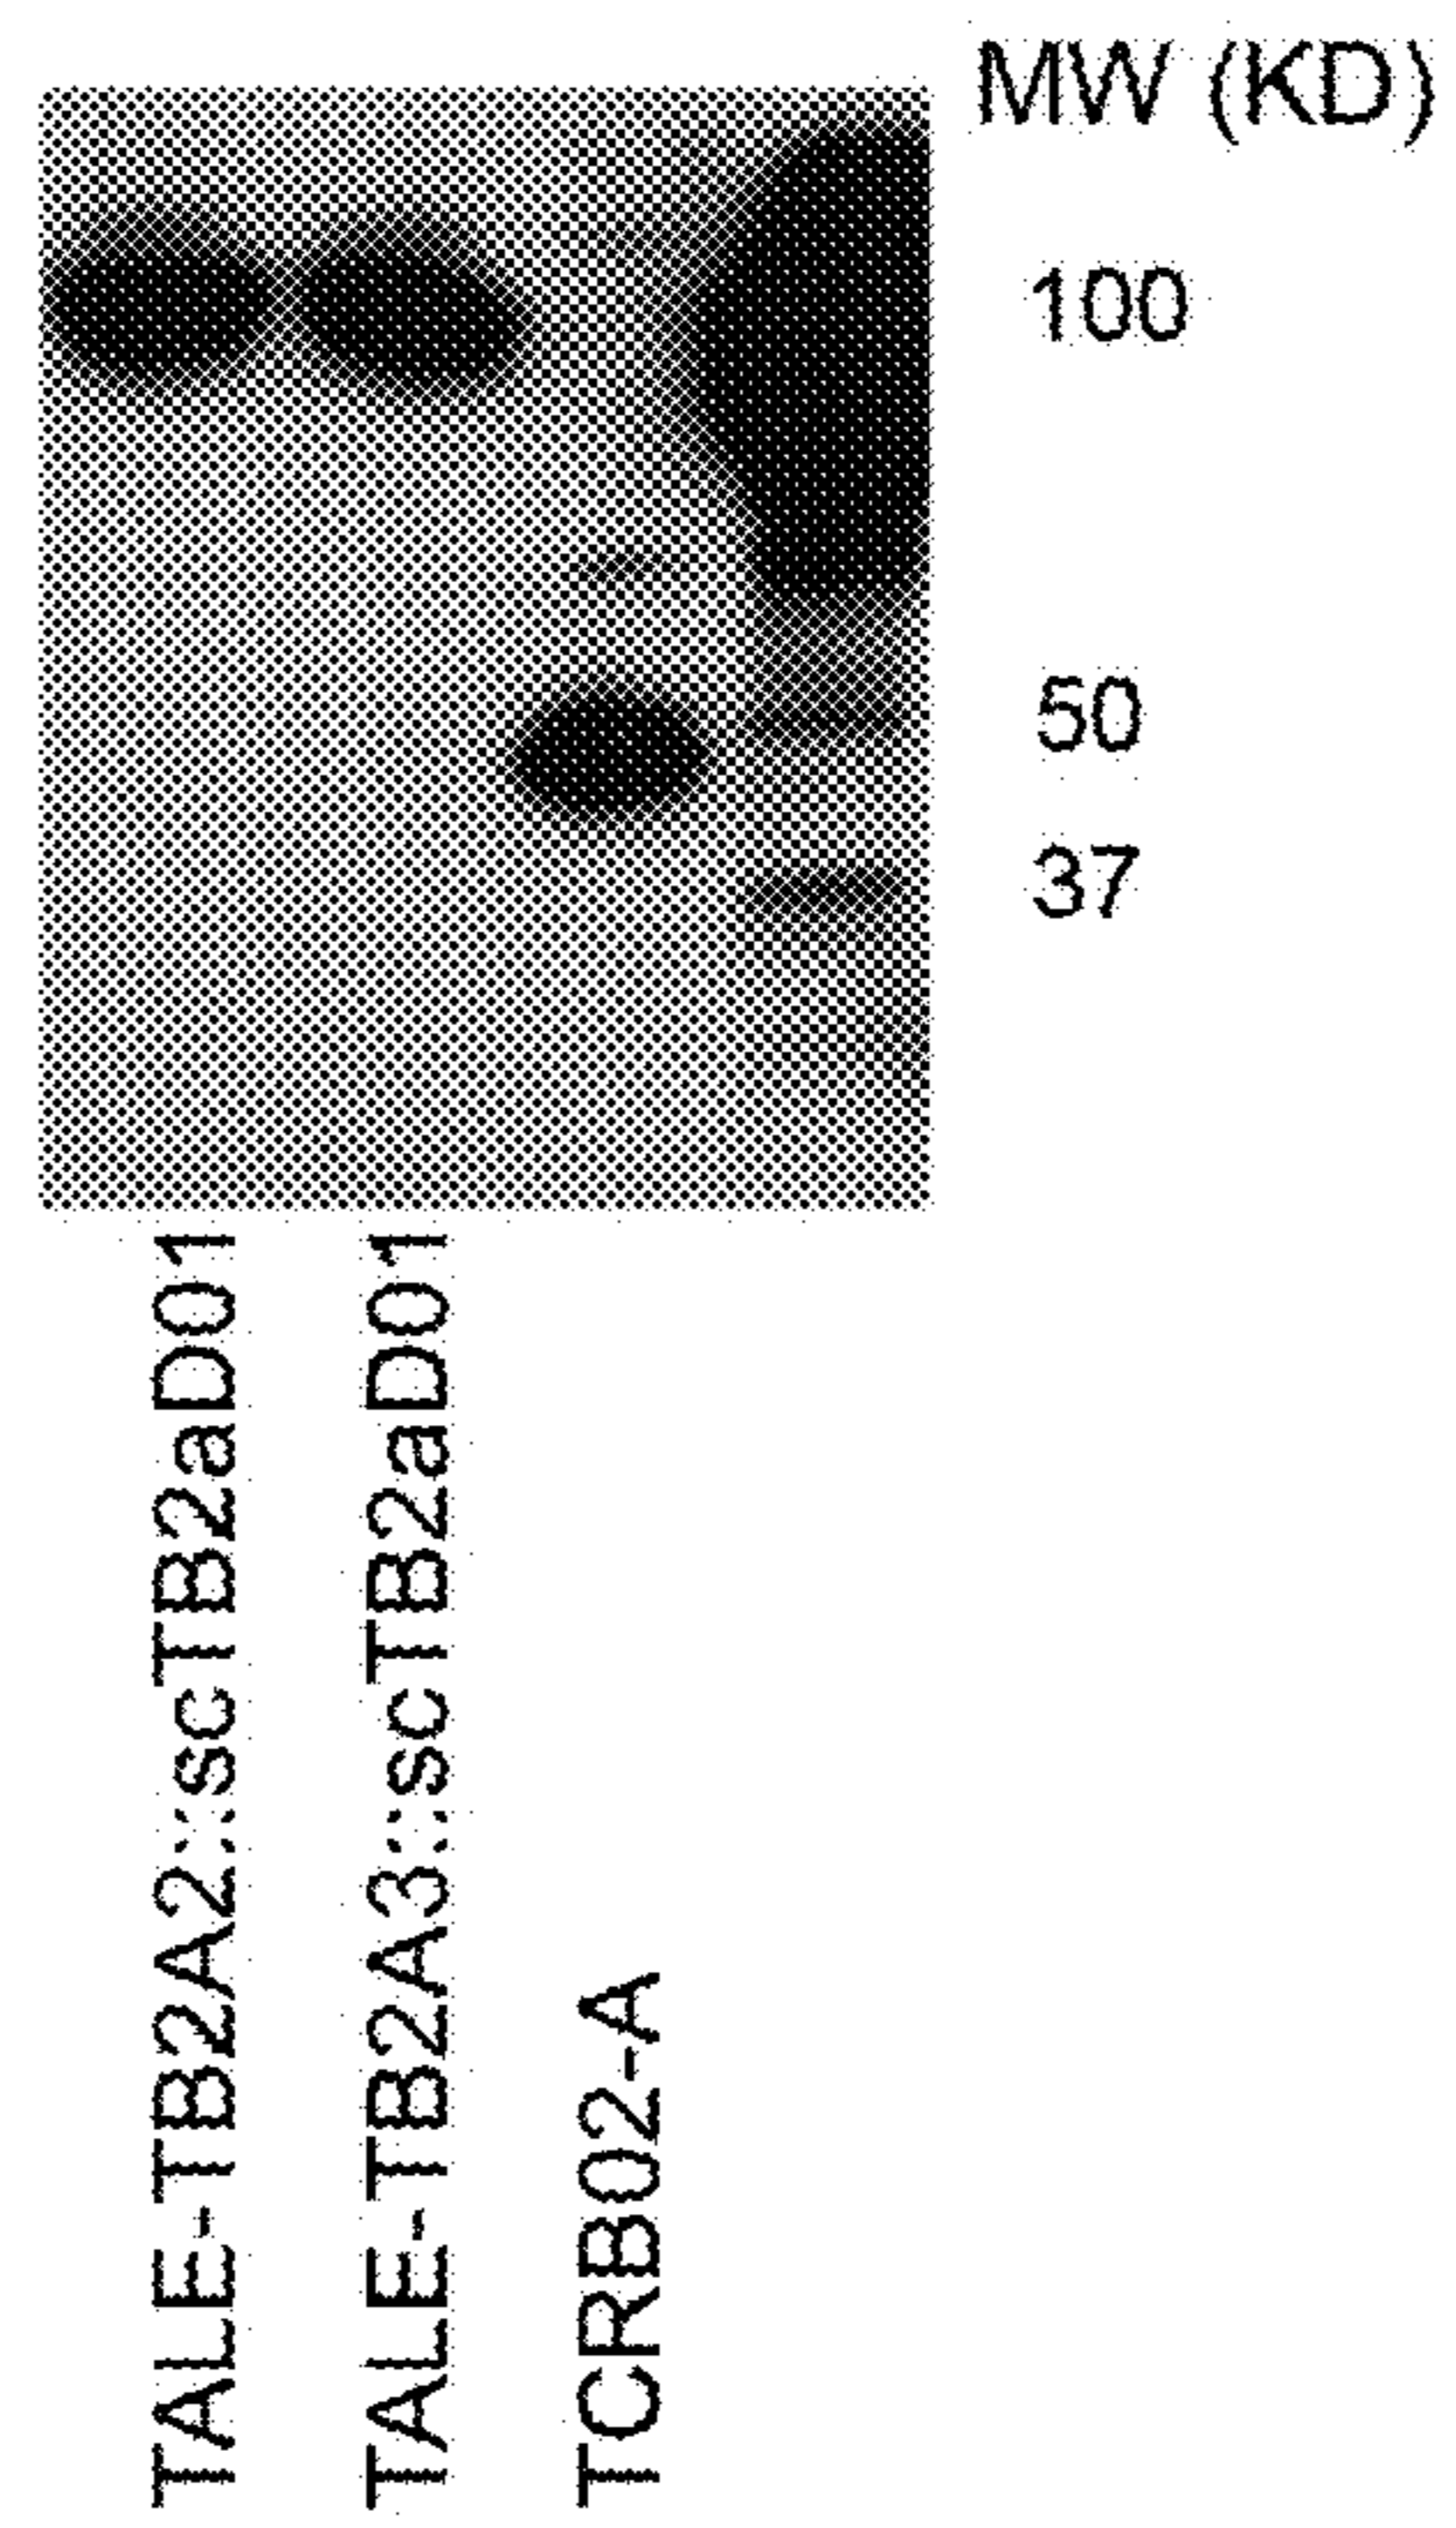 MW (KD)
100
50
37
TALE-TB2A2::scTB2aD01
TALE-TB2A3::scTB2aD01
TCRB02-A